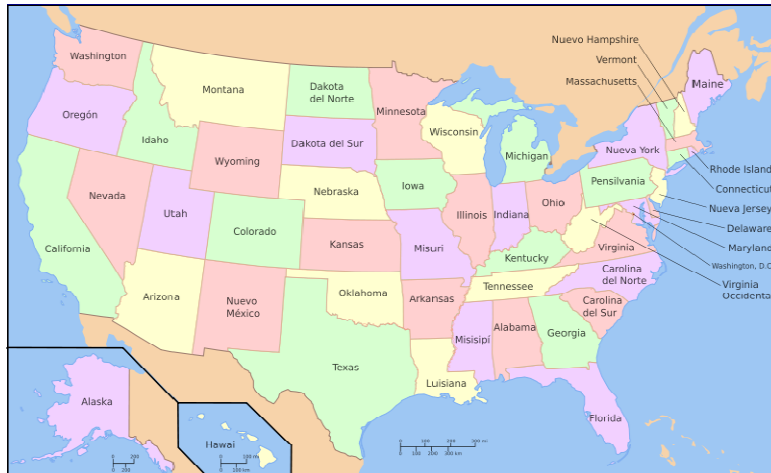 Nuevo Hampshire
Vermont
Massachusetts
Washington
Montana
Dakota
del Norte
Minnesota
Maine
Oregón
Idaho
Wisconsin
Dakota del Sur
Nueva York
Wyoming
Michigan
Rhode Island
Connecticut
Pensilvania
Nebraska
Iowa
Nevada
Utah
Illinois
Indiana
Ohio
Nueva Jersey
Delaware
Colorado
Kansas
Misuri
California
Virginia
Maryland
Kentucky
Washington, D.C
Carolina
del Norte
Tennessee
Virginia
Occidenta
Arizona
Nuevo
México
Oklahoma
Arkansas
Carolina
del Sur
Misisipí
Alabama
Georgia
Texas
Luisiana
Alaska
Florida
Hawai